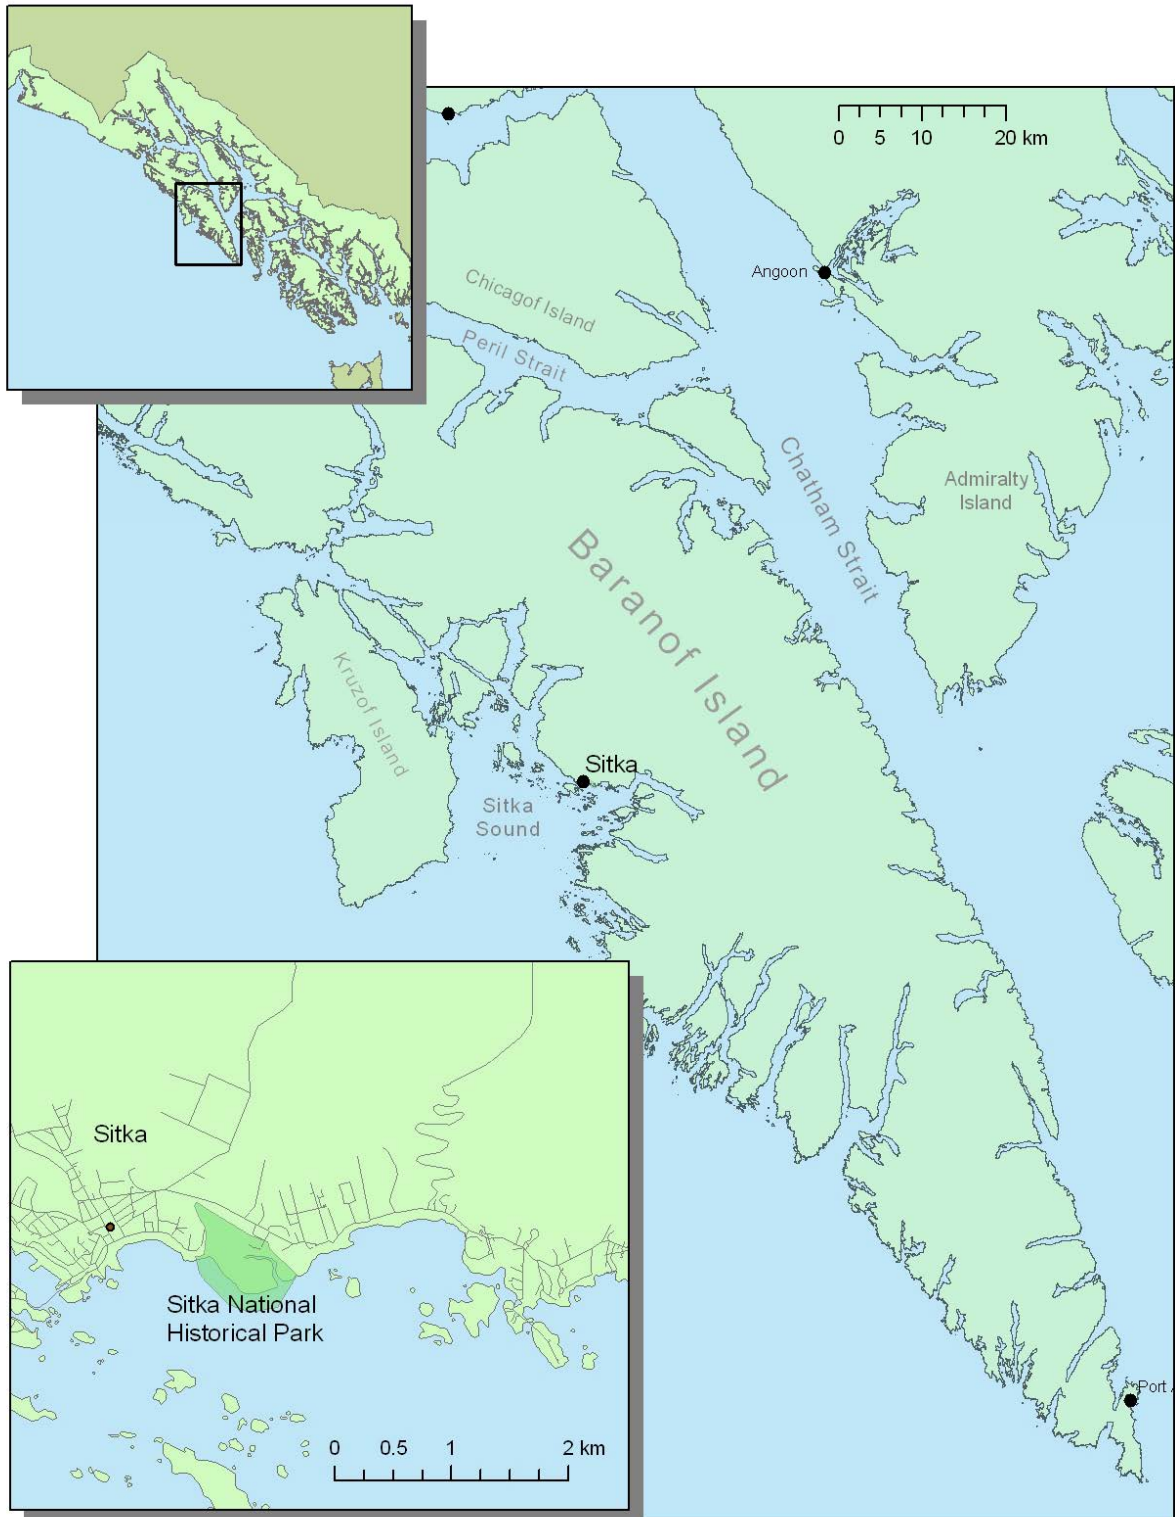 0 5 10 20 km
Angoon
Chicagof Island
Peril Strait
Chatham Strait
Admiralty
Island
Baranof Island
Kruzof Island
Sitka
Sitka
Sound
Port
Sitka
Sitka National
Historical Park
0 0.5 1 2 km